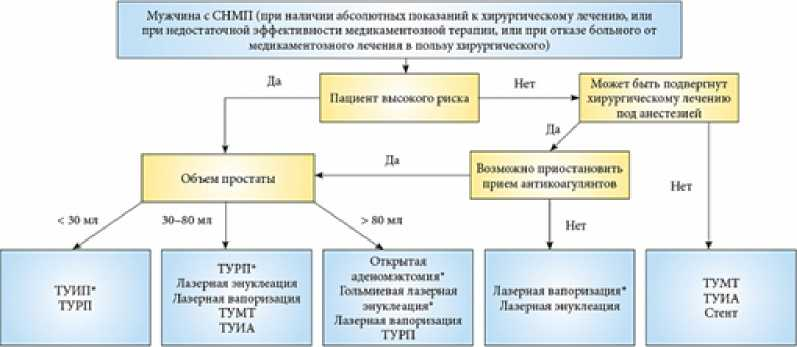 Мужчина с СНМП (при наличии абсолютных показаний к хирургическому лечению, или
при недостаточной эффективности медикаментозной терапии, или при отказе больного от
медикаментозного лечения в пользу хирургического)
Да
Пациент высокого риска
Нет
Может быть подвергнут
хирургическому лечению
под анестезией
Да
Объем простаты
Да
Возможно приостановить
прием антикоагулянтов
Нет
< 30 мл
30–80 мл
> 80 мл
Нет
ТУИП*
ТУРП
ТУРП*
Лазерная энуклеация
Лазерная вапоризация
ТУМТ
ТУИА
Открытая
аденомэктомия*
Гольмиевая лазерная
энуклеация*
Лазерная вапоризация
ТУРП
Лазерная вапоризация*
Лазерная энуклеация
ТУМТ
ТУИА
Стент